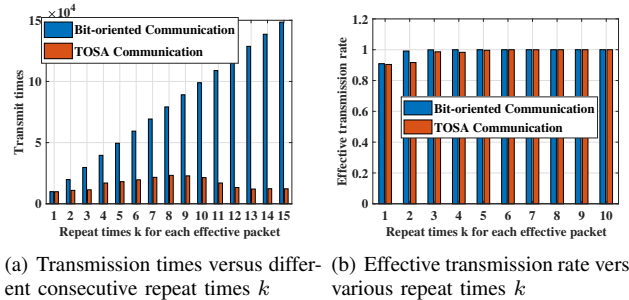 ×10⁴
15
10
5
0
Transmit times
Bit-oriented Communication
TOSA Communication
1 2 3 4 5 6 7 8 9 10 11 12 13 14 15
Repeat times k for each effective packet
1.2
1
0.8
0.6
0.4
0.2
0
Effective transmission rate
Bit-oriented Communication
TOSA Communication
1 2 3 4 5 6 7 8 9 10
Repeat times k for each effective packet
(a) Transmission times versus differ-
ent consecutive repeat times k
(b) Effective transmission rate vers
various repeat times k